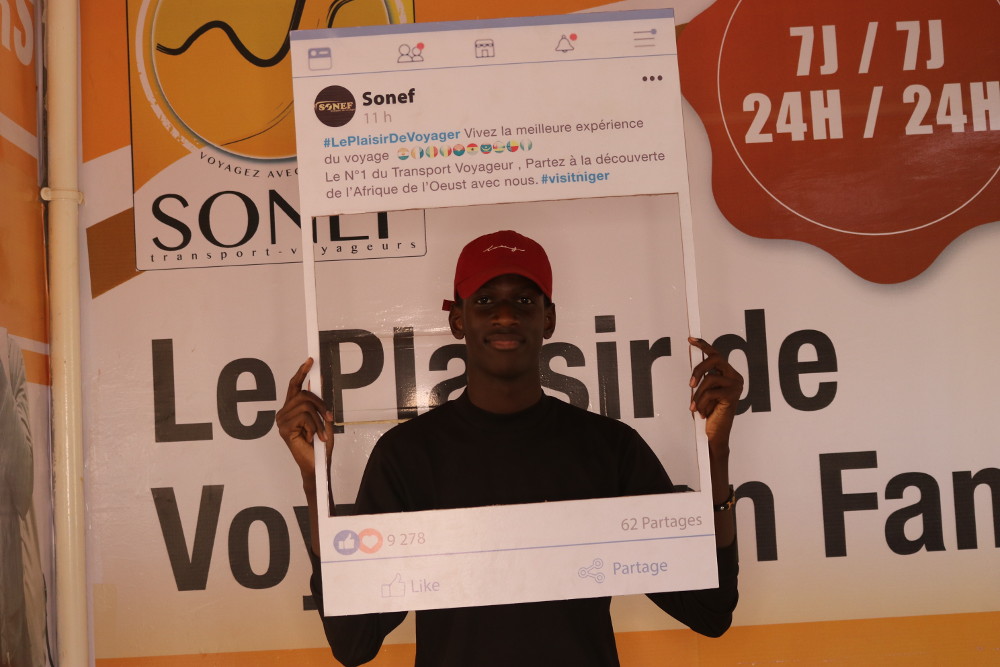 VOYAGEZ AVEC
SON
transport-voyageurs
7J / 7J
24H / 24H
SONEF
Sonef
11 h
#LePlaisirDeVoyager Vivez la meilleure expérience
du voyage
Le N°1 du Transport Voyageur , Partez à la découverte
de l'Afrique de l'Oeust avec nous. #visitniger
Le Plaisir de
Voy n Fam
9 278
62 Partages
Like
Partage